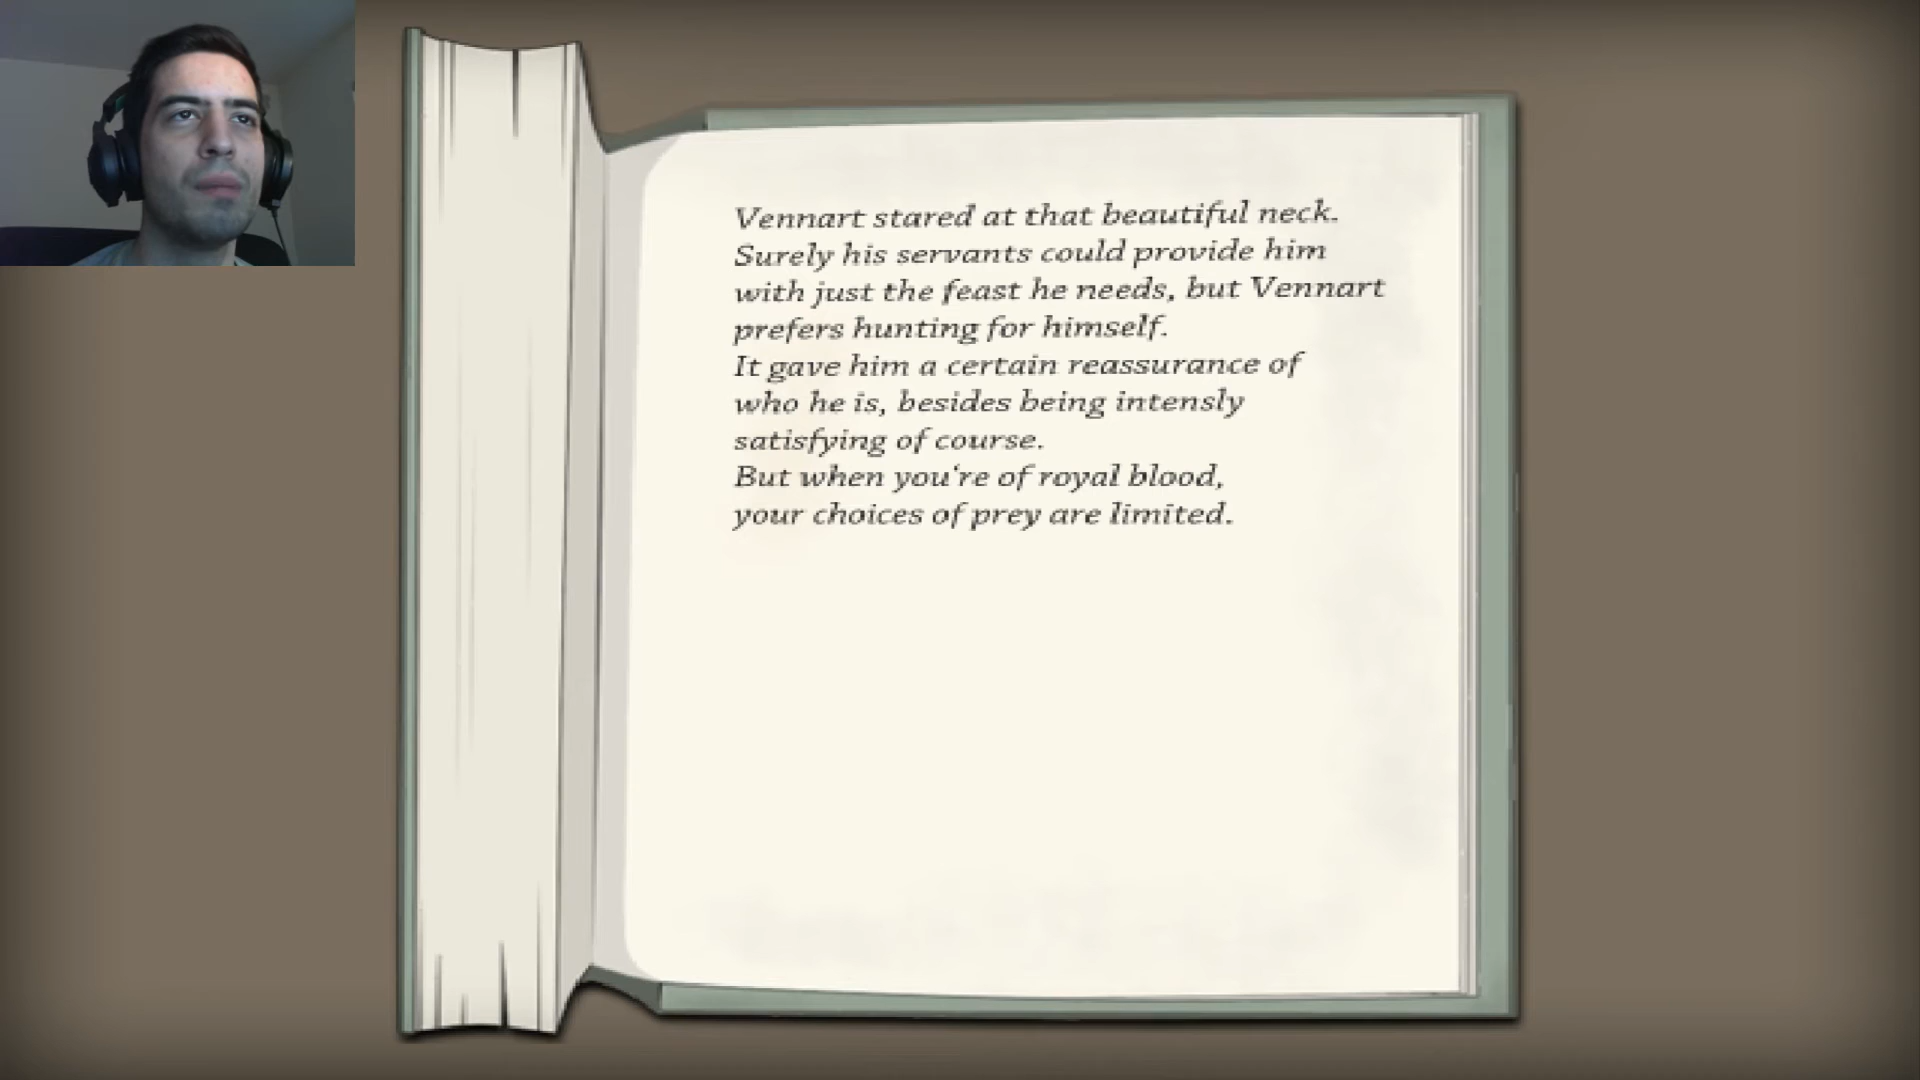 Vennart stared at that beautiful neck.
Surely his servants could provide him
with just the feast he needs, but Vennart
prefers hunting for himself.
It gave him a certain reassurance of
who he is, besides being intensly
satisfying of course.
But when you‘re of royal blood,
your choices of prey are limited.